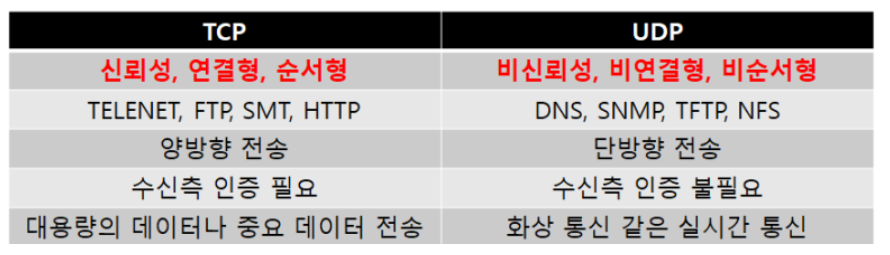 TCP UDP
신뢰성, 연결형, 순서형 비신뢰성, 비연결형, 비순서형
TELENET, FTP, SMT, HTTP DNS, SNMP, TFTP, NFS
양방향 전송 단방향 전송
수신측 인증 필요 수신측 인증 불필요
대용량의 데이터나 중요 데이터 전송 화상 통신 같은 실시간 통신